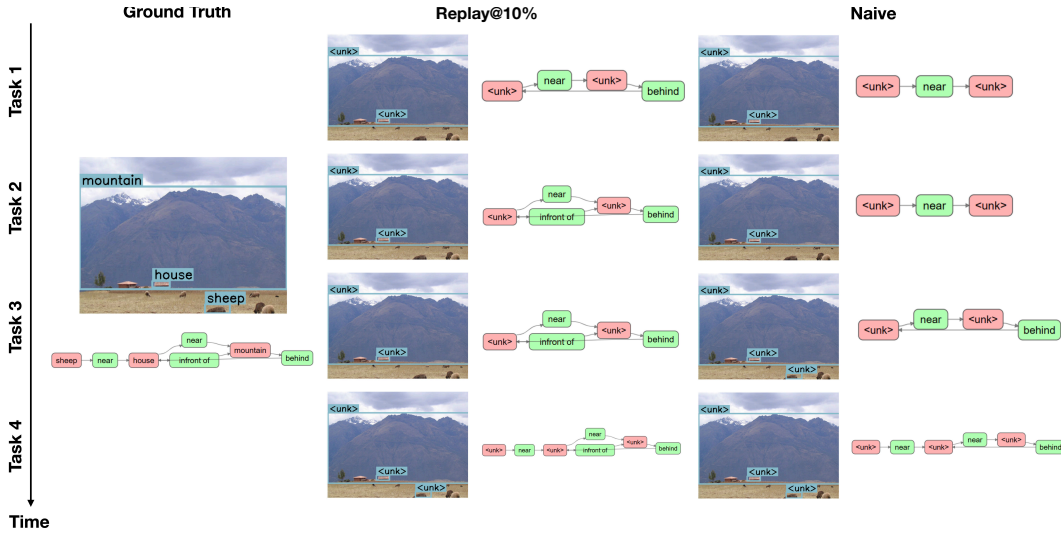 Ground Truth
Replay@10%
Naive
Task 1
<unk>
<unk>
<unk>
near
<unk>
behind
<unk>
<unk>
<unk>
near
<unk>
Task 2
<unk>
<unk>
<unk>
near
infront of
<unk>
behind
<unk>
<unk>
<unk>
near
<unk>
mountain
house
sheep
sheep
near
house
near
infront of
mountain
behind
Task 3
<unk>
<unk>
<unk>
near
infront of
<unk>
behind
<unk>
<unk>
<unk>
<unk>
near
<unk>
behind
Task 4
<unk>
<unk>
<unk>
<unk>
near
<unk>
near
infront of
<unk>
behind
<unk>
<unk>
<unk>
<unk>
near
<unk>
near
<unk>
behind
Time